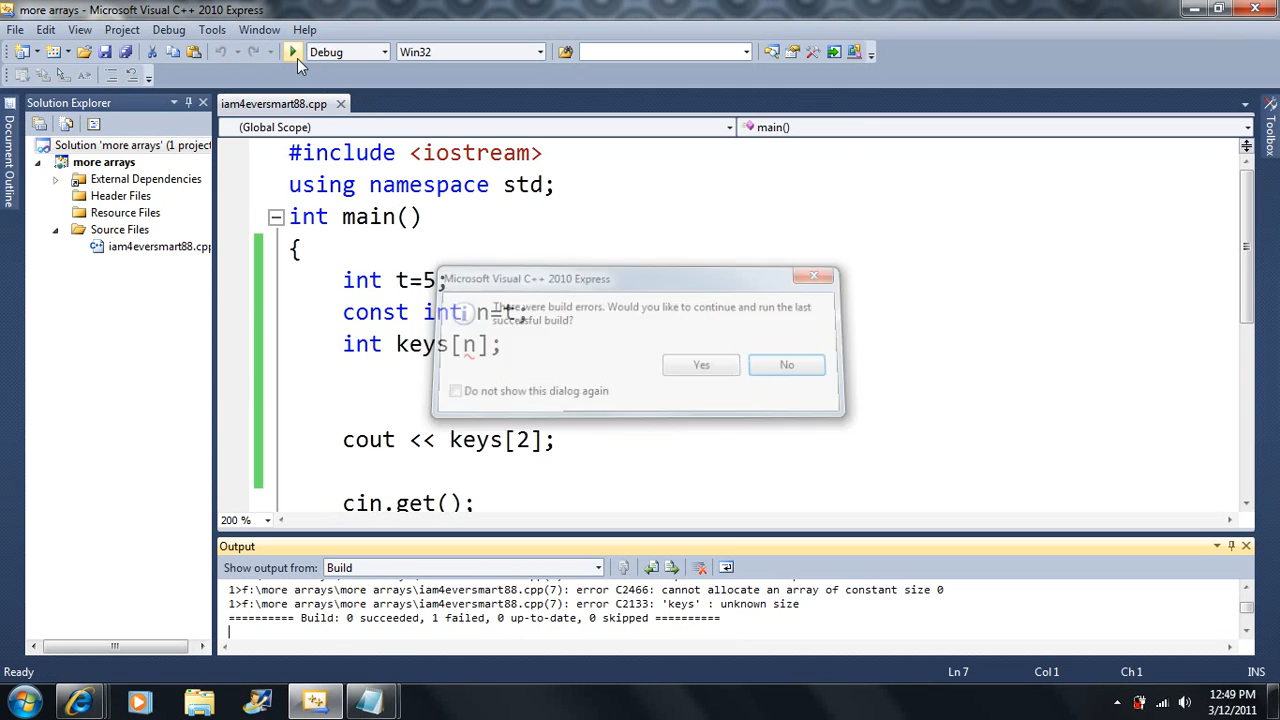 more arrays - Microsoft Visual C++ 2010 Express
File Edit View Project Debug Tools Window Help
Debug Win32
Solution Explorer
iam4eversmart88.cpp
Document Outline
Toolbox
(Global Scope) main()
Solution 'more arrays' (1 project
more arrays
External Dependencies
Header Files
Resource Files
Source Files
iam4eversmart88.cpp
#include <iostream>
using namespace std;
int main()
{
int t=5;
const int n=t;
int keys[n];
cout << keys[2];
cin.get();
Microsoft Visual C++ 2010 Express
There were build errors. Would you like to continue and run the last
successful build?
Yes No
Do not show this dialog again
200 %
Output
Show output from: Build
1>f:\more arrays\more arrays\iam4eversmart88.cpp(7): error C2466: cannot allocate an array of constant size 0
1>f:\more arrays\more arrays\iam4eversmart88.cpp(7): error C2133: 'keys' : unknown size
========== Build: 0 succeeded, 1 failed, 0 up-to-date, 0 skipped ==========
Ready Ln 7 Col 1 Ch 1 INS
12:49 PM
3/12/2011